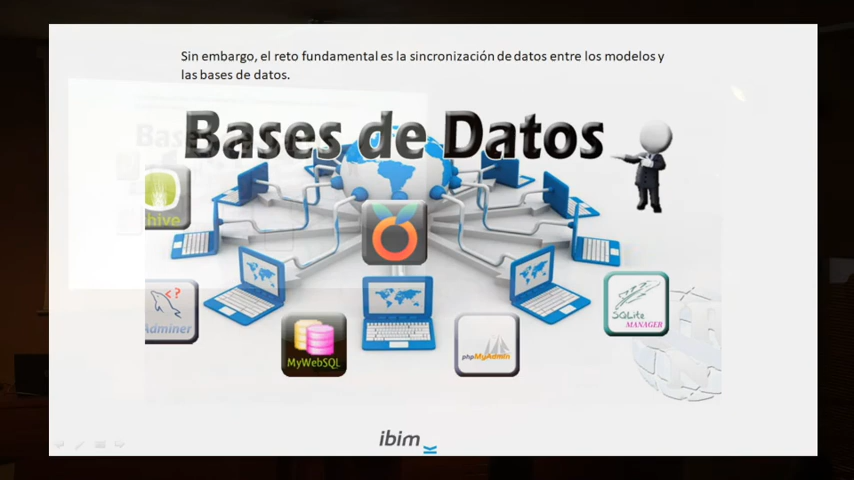 Sin embargo, el reto fundamental es la sincronización de datos entre los modelos y
las bases de datos.
Bases de Datos
hive
<?
Adminer
MyWebSQL
phpMyAdmin
SQLite
MANAGER
ibim